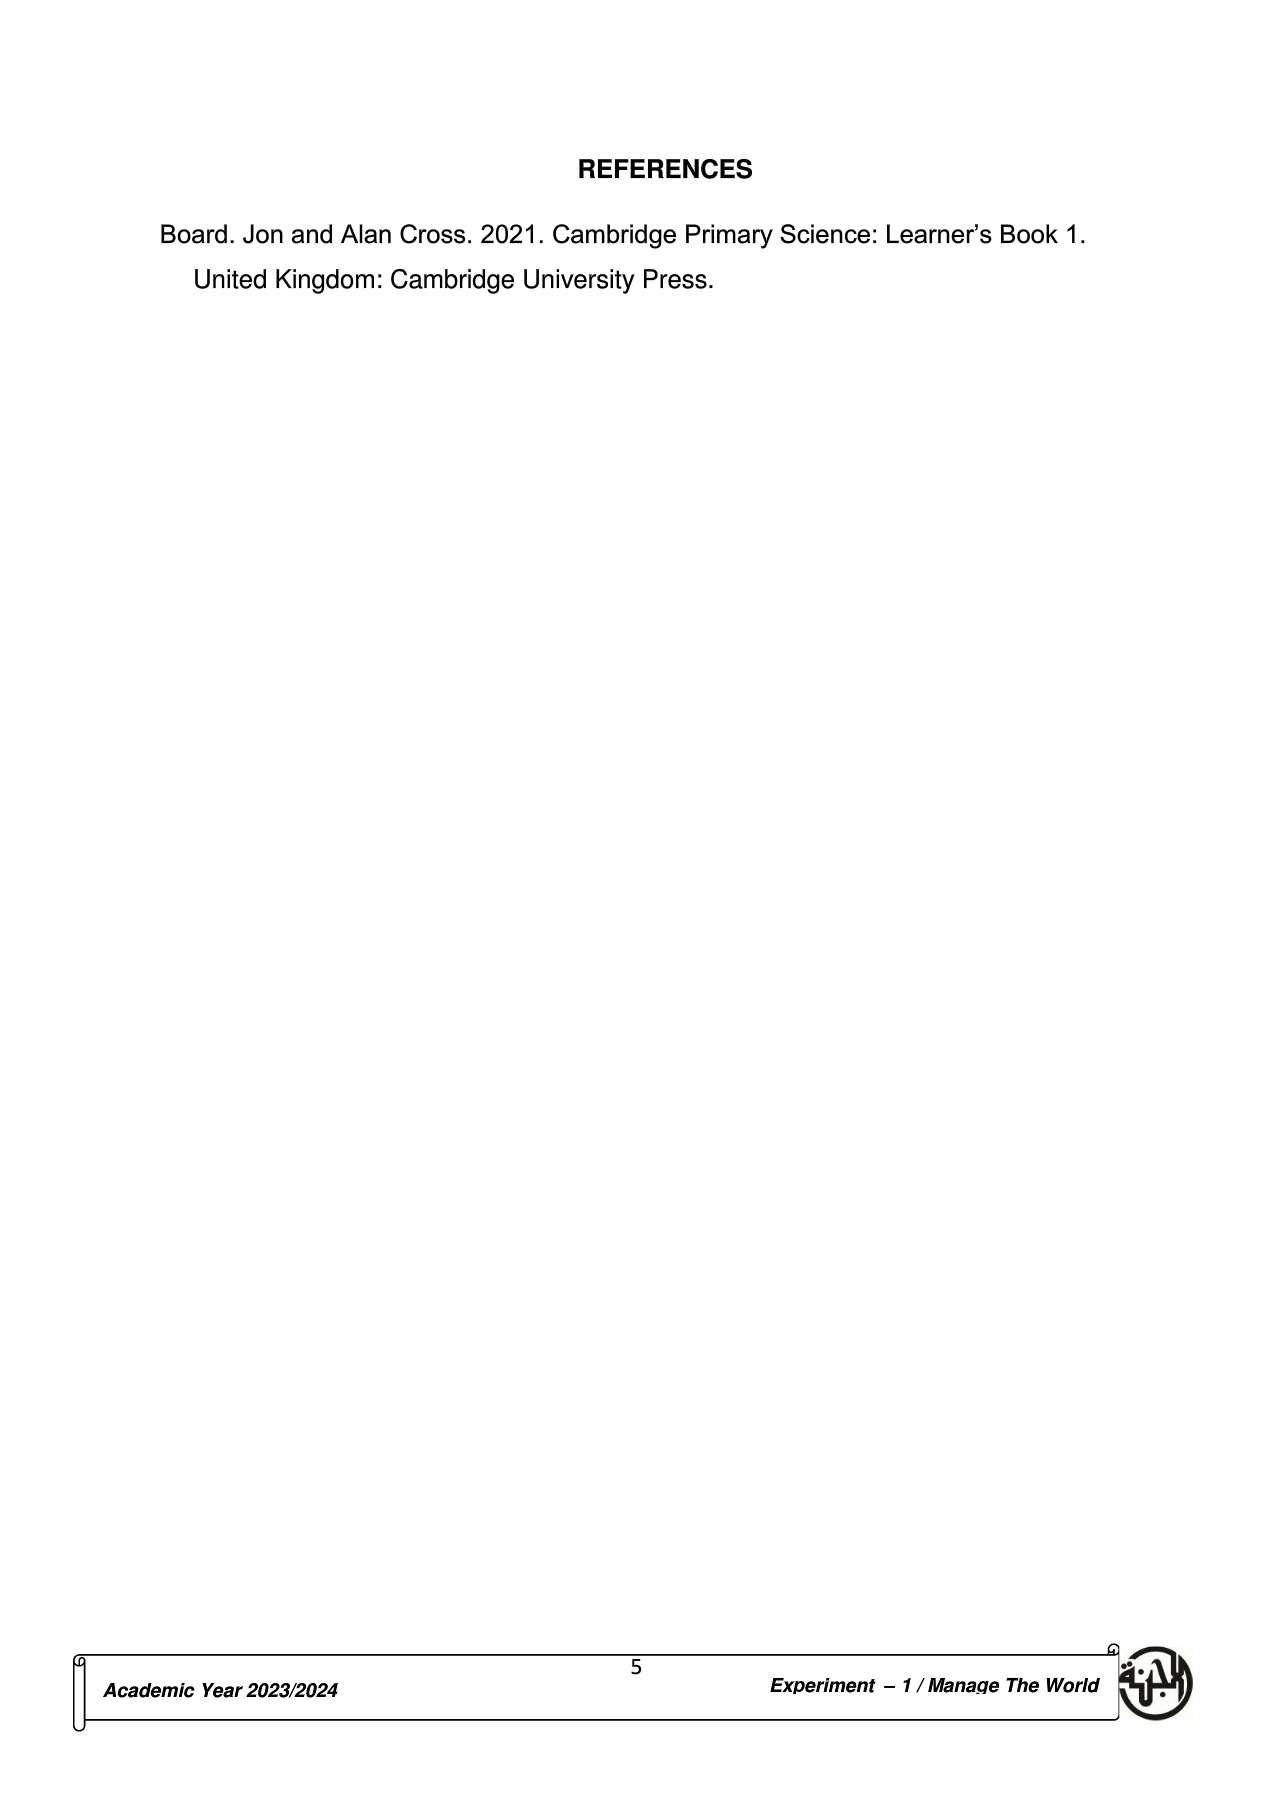 REFERENCES
Board. Jon and Alan Cross. 2021. Cambridge Primary Science: Learner’s Book 1.
United Kingdom: Cambridge University Press.
5
Academic Year 2023/2024
Experiment – 1 / Manage The World